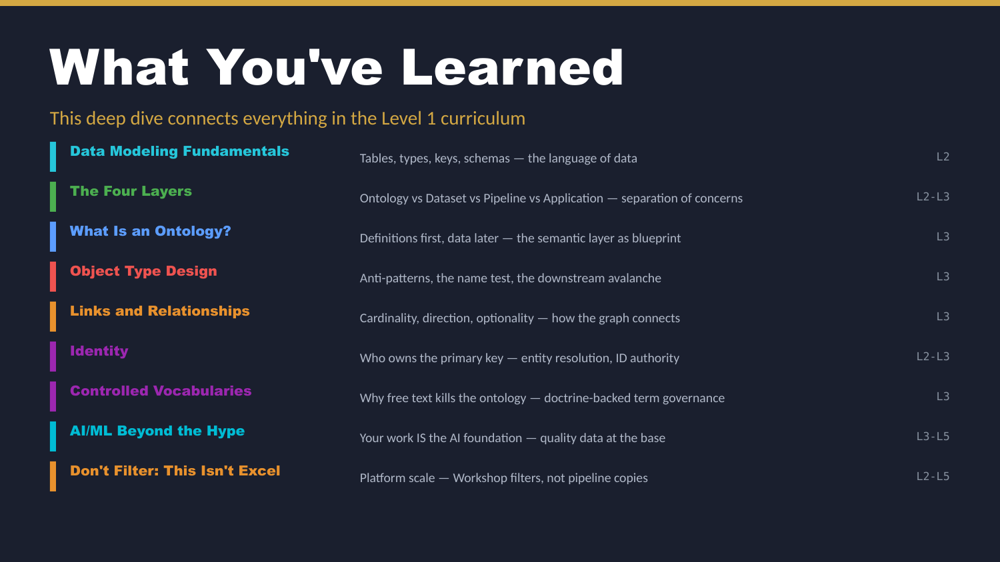 What You've Learned
This deep dive connects everything in the Level 1 curriculum
Data Modeling Fundamentals
Tables, types, keys, schemas — the language of data
L2
The Four Layers
Ontology vs Dataset vs Pipeline vs Application — separation of concerns
L2-L3
What Is an Ontology?
Definitions first, data later — the semantic layer as blueprint
L3
Object Type Design
Anti-patterns, the name test, the downstream avalanche
L3
Links and Relationships
Cardinality, direction, optionality — how the graph connects
L3
Identity
Who owns the primary key — entity resolution, ID authority
L2-L3
Controlled Vocabularies
Why free text kills the ontology — doctrine-backed term governance
L3
AI/ML Beyond the Hype
Your work IS the AI foundation — quality data at the base
L3-L5
Don't Filter: This Isn't Excel
Platform scale — Workshop filters, not pipeline copies
L2-L5